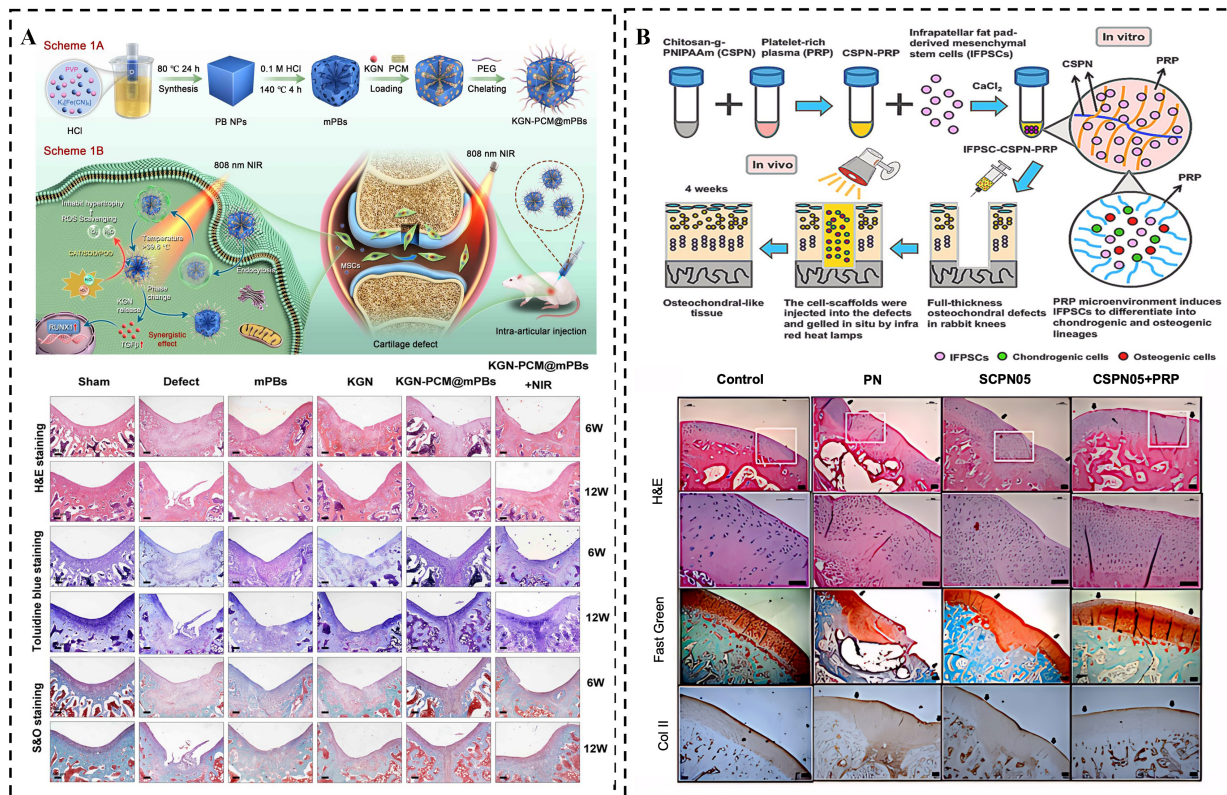 A
Scheme 1A
PVP
K₃[Fe(CN)₆]
HCl
80 ℃ 24 h
Synthesis
PB NPs
0.1 M HCl
140 ℃ 4 h
mPBs
KGN PCM
Loading
PEG
Chelating
KGN-PCM@mPBs
Scheme 1B
808 nm NIR
Inhabit hypertrophy
ROS Scavenging
CAT/SOD/POD
Temperature
>39.6 ℃
Endocytosis
Phase
change
KGN
release
RUNX1
TGFβ
Synergistic
effect
MSCs
808 nm NIR
Cartilage defect
Intra-articular injection
Sham
Defect
mPBs
KGN
KGN-PCM@mPBs
KGN-PCM@mPBs
+NIR
H&E staining
6W
12W
Toluidine blue staining
6W
12W
S&O staining
6W
12W
B
Chitosan-g-
PNIPAAm (CSPN)
Platelet-rich
plasma (PRP)
CSPN-PRP
Infrapatellar fat pad-
derived mesenchymal
stem cells (IFPSCs)
CaCl₂
IFPSC-CSPN-PRP
In vitro
CSPN
PRP
In vivo
4 weeks
PRP
Osteochondral-like
tissue
The cell-scaffolds were
injected into the defects
and gelled in situ by infra
red heat lamps
Full-thickness
osteochondral defects
in rabbit knees
PRP microenvironment induces
IFPSCs to differentiate into
chondrogenic and osteogenic
lineages
IFPSCs
Chondrogenic cells
Osteogenic cells
Control
PN
SCPN05
CSPN05+PRP
H&E
Fast Green
Col II